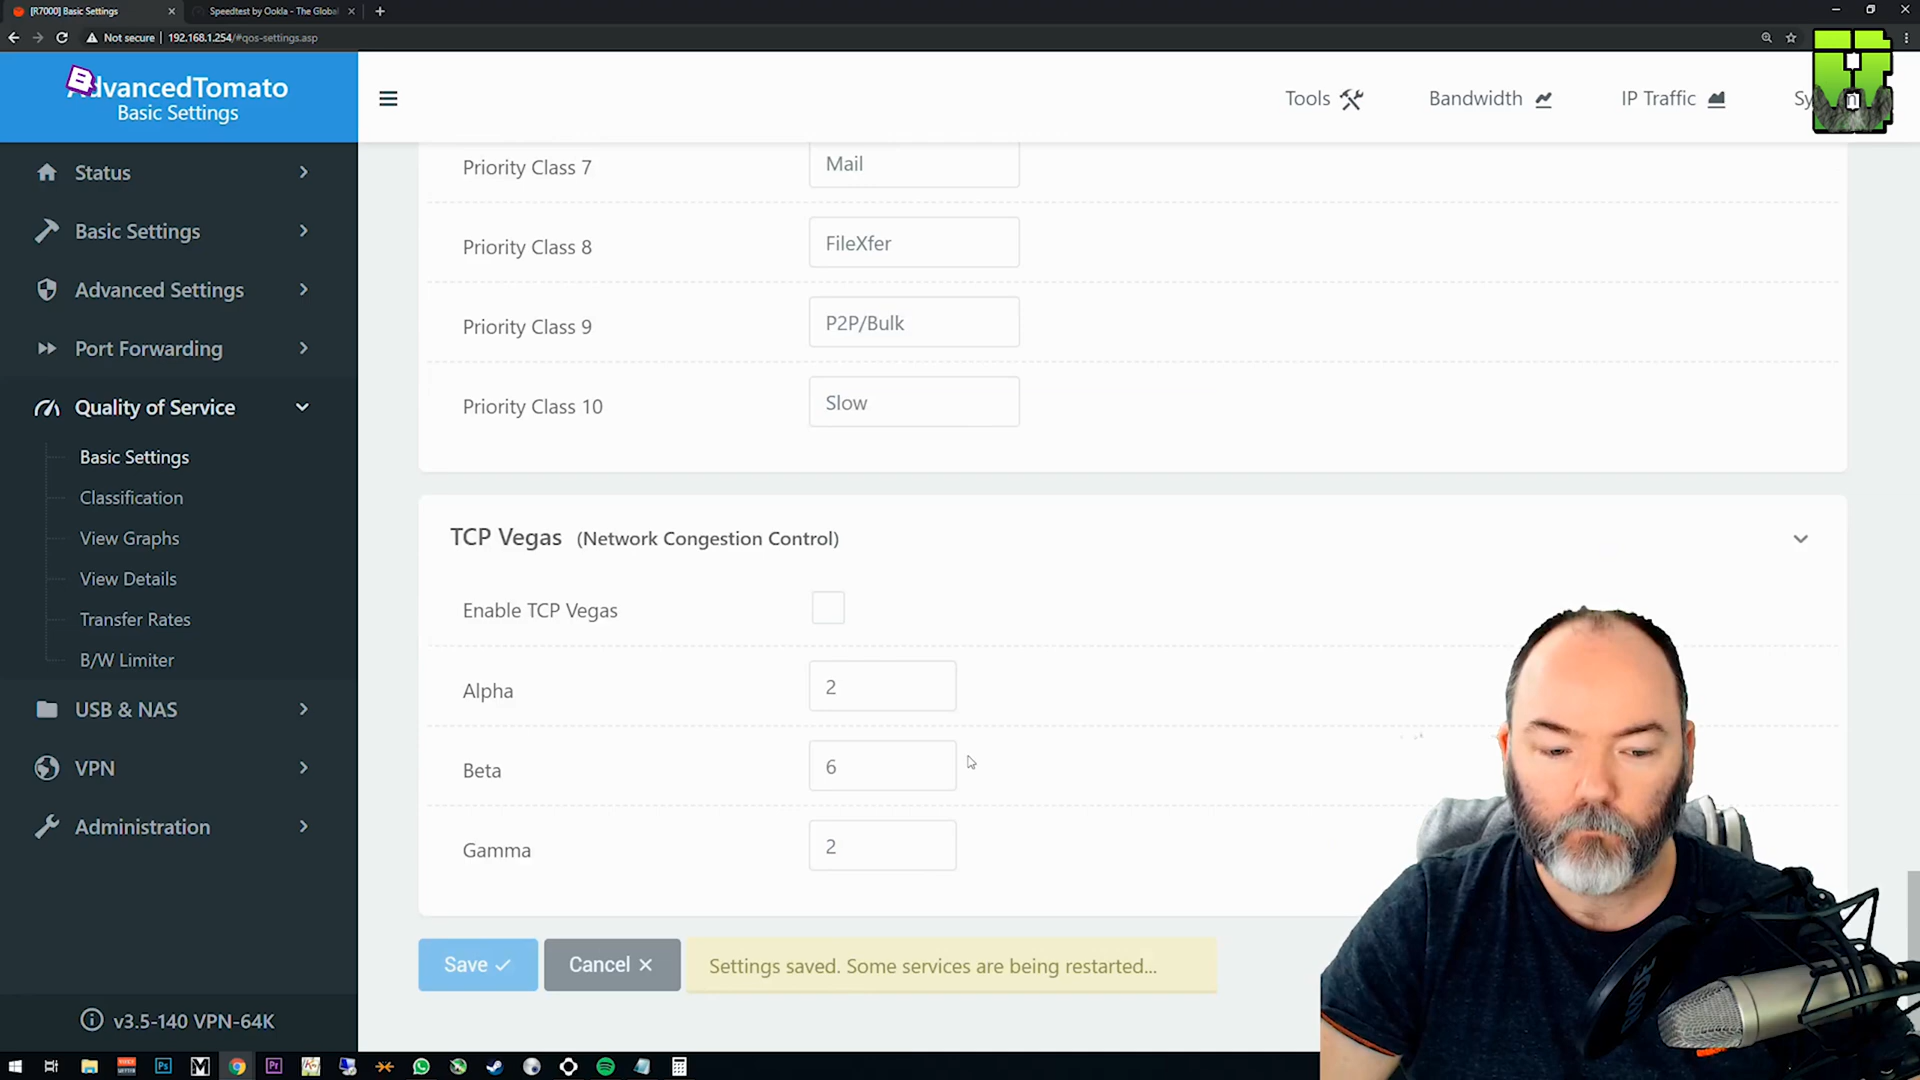 [R7000] Basic Settings
Speedtest by Ookla - The Global
Not secure
192.168.1.254/#qos-settings.asp
AdvancedTomato
Basic Settings
Tools
Bandwidth
IP Traffic
Status
Basic Settings
Advanced Settings
Port Forwarding
Quality of Service
Basic Settings
Classification
View Graphs
View Details
Transfer Rates
B/W Limiter
USB & NAS
VPN
Administration
v3.5-140 VPN-64K
Priority Class 7
Mail
Priority Class 8
FileXfer
Priority Class 9
P2P/Bulk
Priority Class 10
Slow
TCP Vegas (Network Congestion Control)
Enable TCP Vegas
Alpha
2
Beta
6
Gamma
2
Save
Cancel
Settings saved. Some services are being restarted...